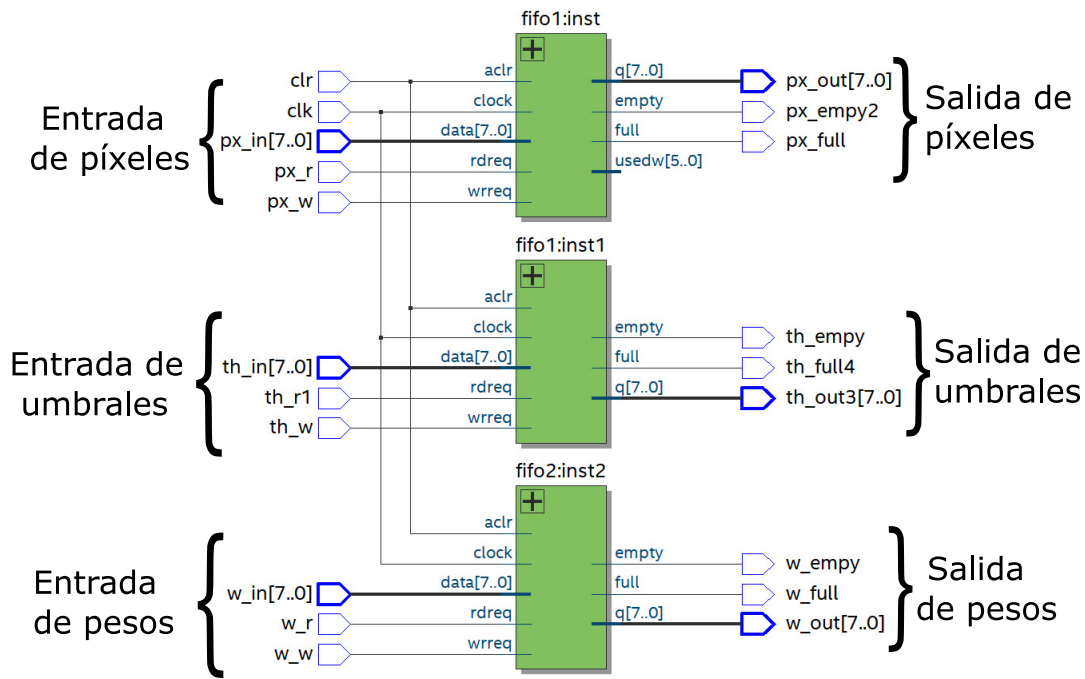 fifo1:inst
Entrada
de píxeles
clr
clk
px_in[7..0]
px_r
px_w
aclr
clock
data[7..0]
rdreq
wrreq
q[7..0]
empty
full
usedw[5..0]
px_out[7..0]
px_empy2
px_full
Salida de
píxeles
fifo1:inst1
Entrada de
umbrales
th_in[7..0]
th_r1
th_w
aclr
clock
data[7..0]
rdreq
wrreq
empty
full
q[7..0]
th_empy
th_full4
th_out3[7..0]
Salida de
umbrales
fifo2:inst2
Entrada
de pesos
w_in[7..0]
w_r
w_w
aclr
clock
data[7..0]
rdreq
wrreq
empty
full
q[7..0]
w_empy
w_full
w_out[7..0]
Salida
de pesos